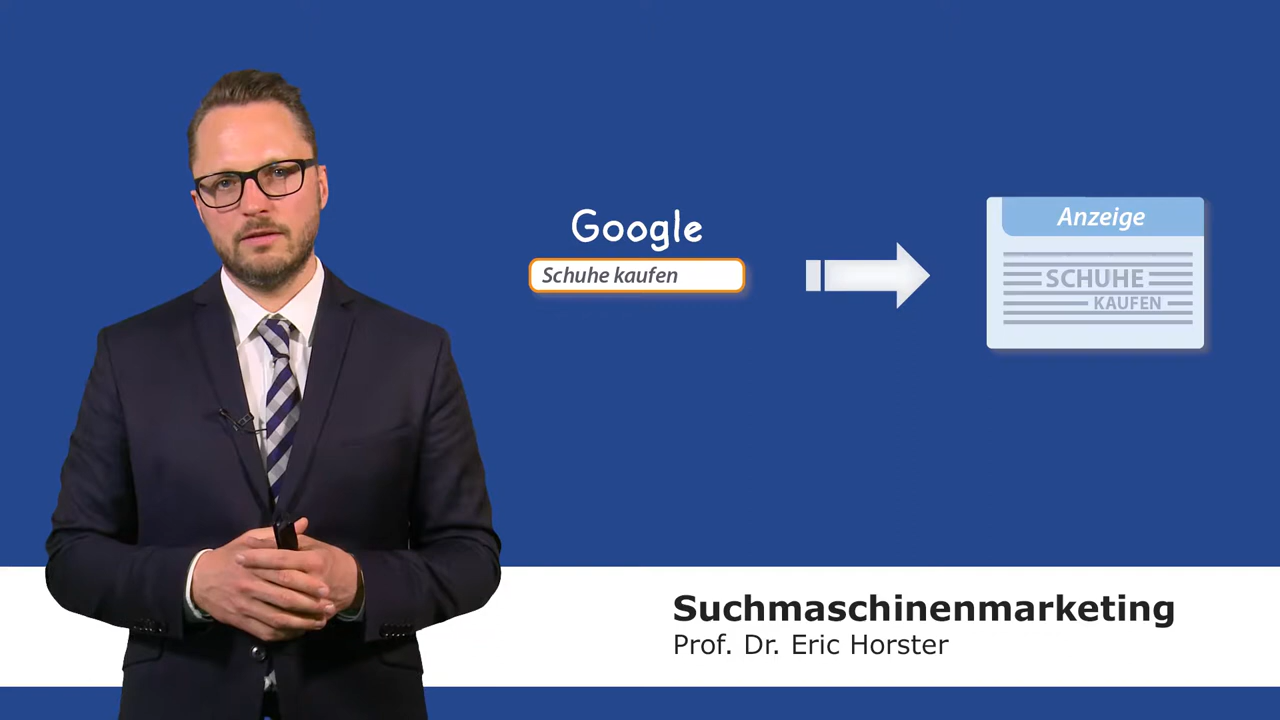 Google
Schuhe kaufen
Anzeige
SCHUHE
KAUFEN
Suchmaschinenmarketing
Prof. Dr. Eric Horster